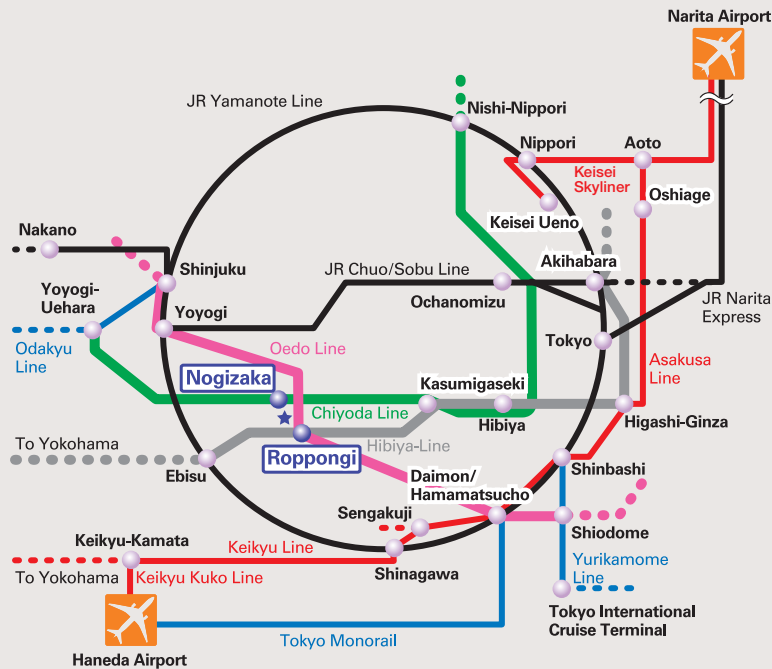 Narita Airport
JR Yamanote Line
Nishi-Nippori
Nippori
Aoto
Keisei
Skyliner
Oshiage
Keisei Ueno
Nakano
Shinjuku
JR Chuo/Sobu Line
Akihabara
Yoyogi-
Uehara
Ochanomizu
JR Narita
Express
Yoyogi
Odakyu
Line
Oedo Line
Tokyo
Asakusa
Line
Nogizaka
Kasumigaseki
Chiyoda Line
Hibiya
Higashi-Ginza
To Yokohama
Hibiya-Line
Ebisu
Roppongi
Shinbashi
Daimon/
Hamamatsucho
Sengakuji
Shiodome
Keikyu-Kamata
Keikyu Line
Yurikamome
Line
To Yokohama
Keikyu Kuko Line
Shinagawa
Tokyo International
Cruise Terminal
Tokyo Monorail
Haneda Airport